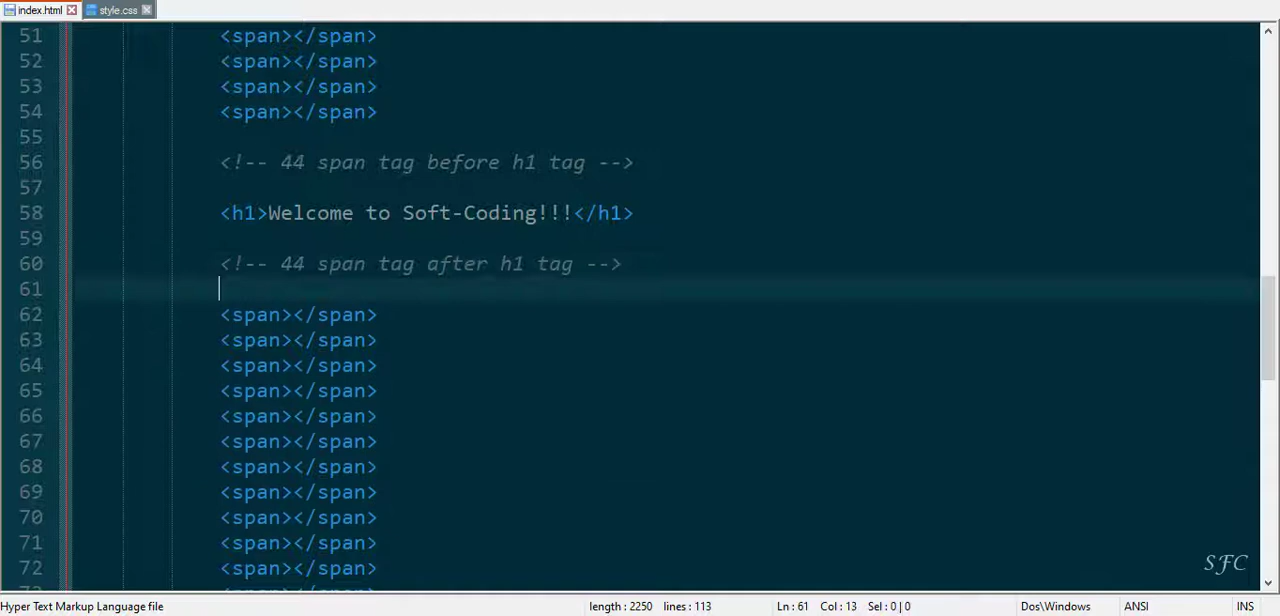 index.html style.css
51 <span></span>
52 <span></span>
53 <span></span>
54 <span></span>
55
56 <!-- 44 span tag before h1 tag -->
57
58 <h1>Welcome to Soft-Coding!!!</h1>
59
60 <!-- 44 span tag after h1 tag -->
61
62 <span></span>
63 <span></span>
64 <span></span>
65 <span></span>
66 <span></span>
67 <span></span>
68 <span></span>
69 <span></span>
70 <span></span>
71 <span></span>
72 <span></span>
SFC
Hyper Text Markup Language file length : 2250 lines : 113 Ln : 61 Col : 13 Sel : 0 | 0 Dos\Windows ANSI INS